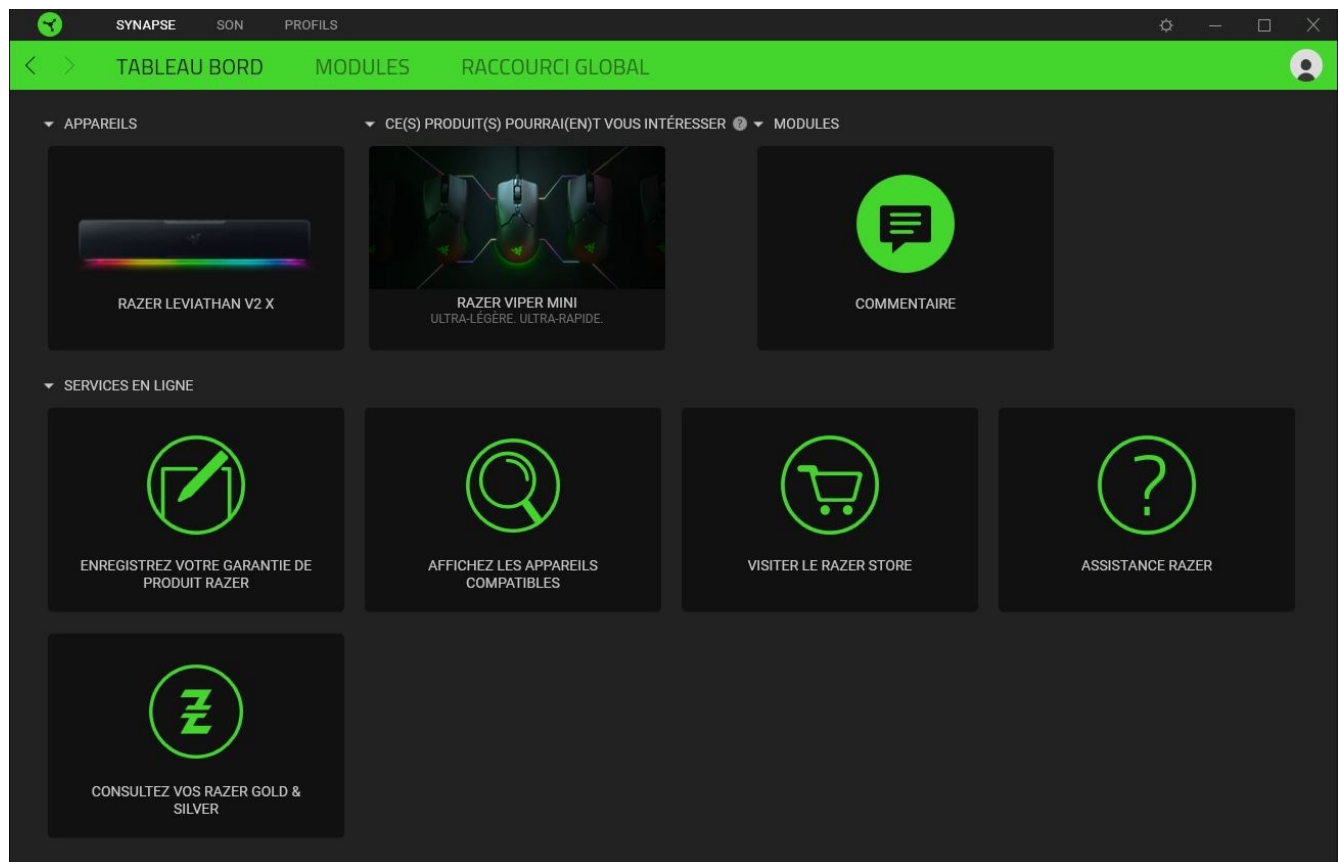 SYNAPSE SON PROFILS
TABLEAU BORD MODULES RACCOURCI GLOBAL
APPAREILS
RAZER LEVIATHAN V2 X
CE(S) PRODUIT(S) POURRAI(EN)T VOUS INTÉRESSER ?
RAZER VIPER MINI
ULTRA-LÉGÈRE. ULTRA-RAPIDE.
MODULES
COMMENTAIRE
SERVICES EN LIGNE
ENREGISTREZ VOTRE GARANTIE DE
PRODUIT RAZER
AFFICHEZ LES APPAREILS
COMPATIBLES
VISITER LE RAZER STORE
?
ASSISTANCE RAZER
CONSULTEZ VOS RAZER GOLD &
SILVER